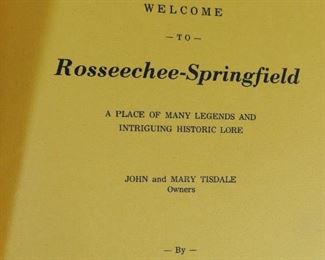 WELCOME
— TO —
Rosseechee-Springfield
A PLACE OF MANY LEGENDS AND
INTRIGUING HISTORIC LORE
JOHN and MARY TISDALE
Owners
— By —